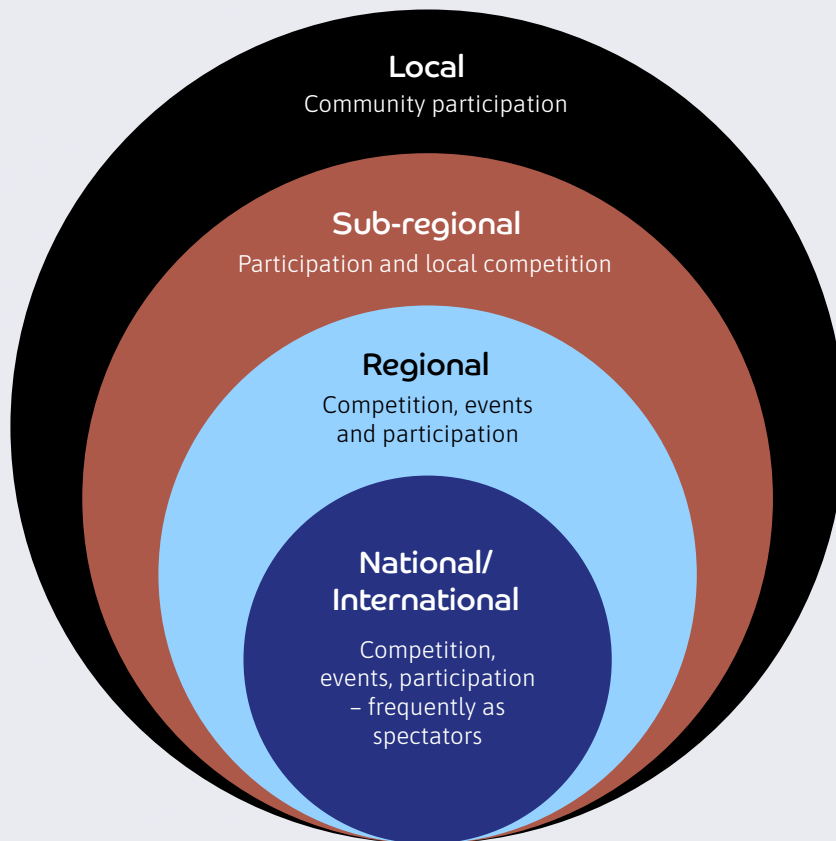 Local
Community participation
Sub-regional
Participation and local competition
Regional
Competition, events
and participation
National/
International
Competition,
events, participation
– frequently as
spectators